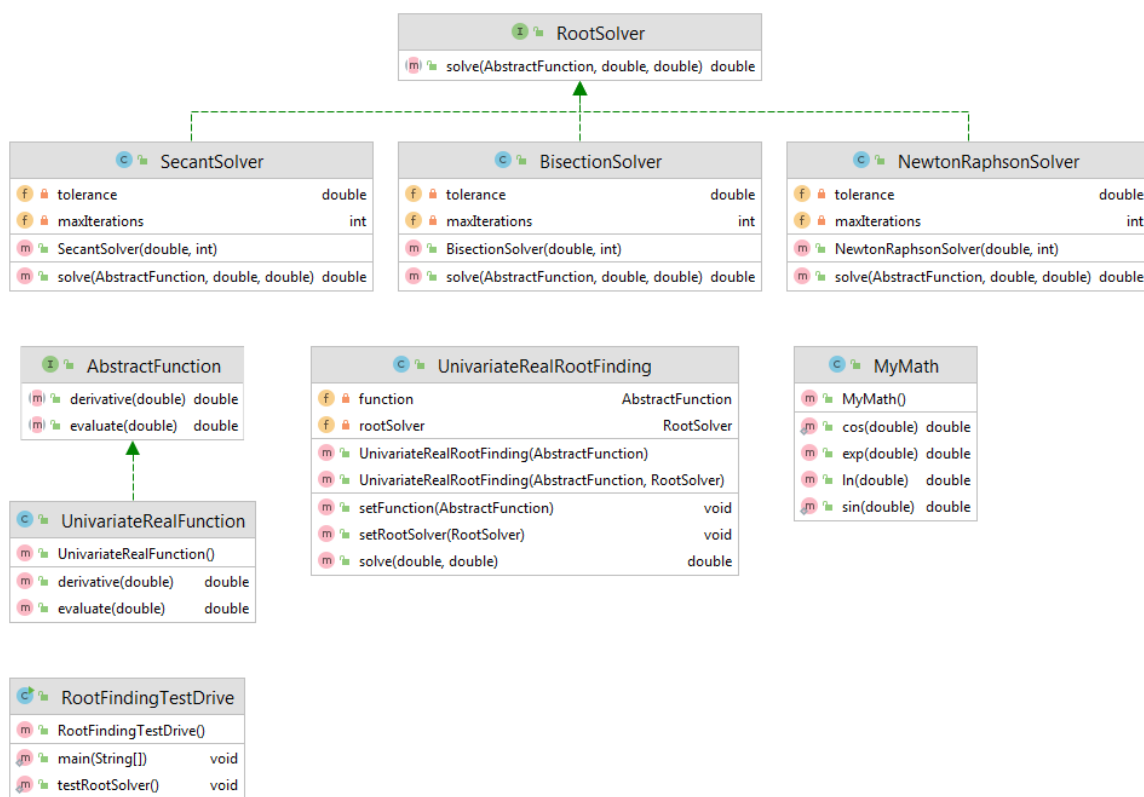 RootSolver
solve(AbstractFunction, double, double) double
SecantSolver
tolerance double
maxIterations int
SecantSolver(double, int)
solve(AbstractFunction, double, double) double
BisectionSolver
tolerance double
maxIterations int
BisectionSolver(double, int)
solve(AbstractFunction, double, double) double
NewtonRaphsonSolver
tolerance double
maxIterations int
NewtonRaphsonSolver(double, int)
solve(AbstractFunction, double, double) double
AbstractFunction
derivative(double) double
evaluate(double) double
UnivariateRealFunction
UnivariateRealFunction()
derivative(double) double
evaluate(double) double
UnivariateRealRootFinding
function AbstractFunction
rootSolver RootSolver
UnivariateRealRootFinding(AbstractFunction)
UnivariateRealRootFinding(AbstractFunction, RootSolver)
setFunction(AbstractFunction) void
setRootSolver(RootSolver) void
solve(double, double) double
MyMath
MyMath()
cos(double) double
exp(double) double
ln(double) double
sin(double) double
RootFindingTestDrive
RootFindingTestDrive()
main(String[]) void
testRootSolver() void